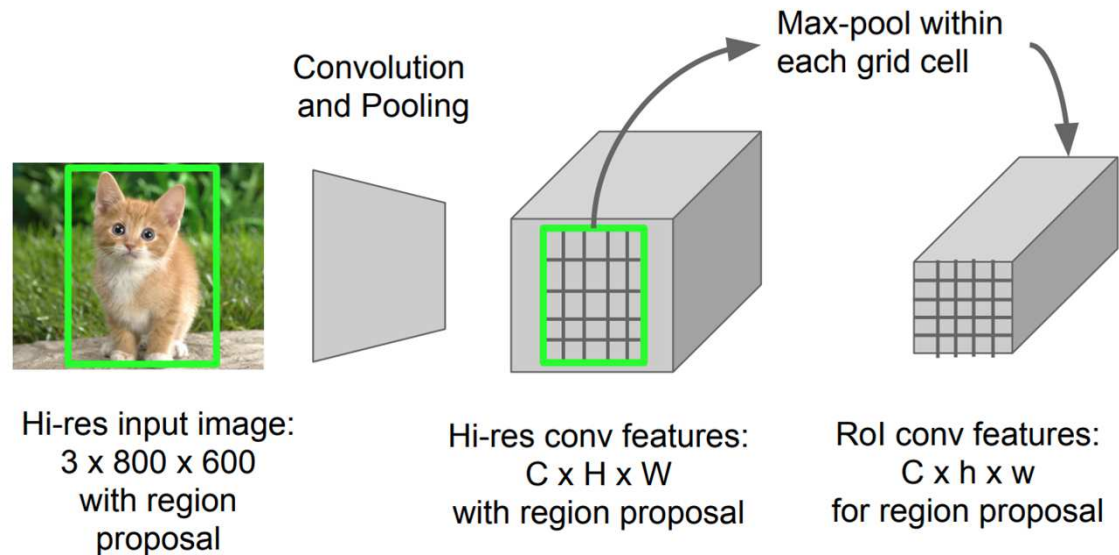 Convolution
and Pooling
Max-pool within
each grid cell
Hi-res input image:
3 x 800 x 600
with region
proposal
Hi-res conv features:
C x H x W
with region proposal
RoI conv features:
C x h x w
for region proposal